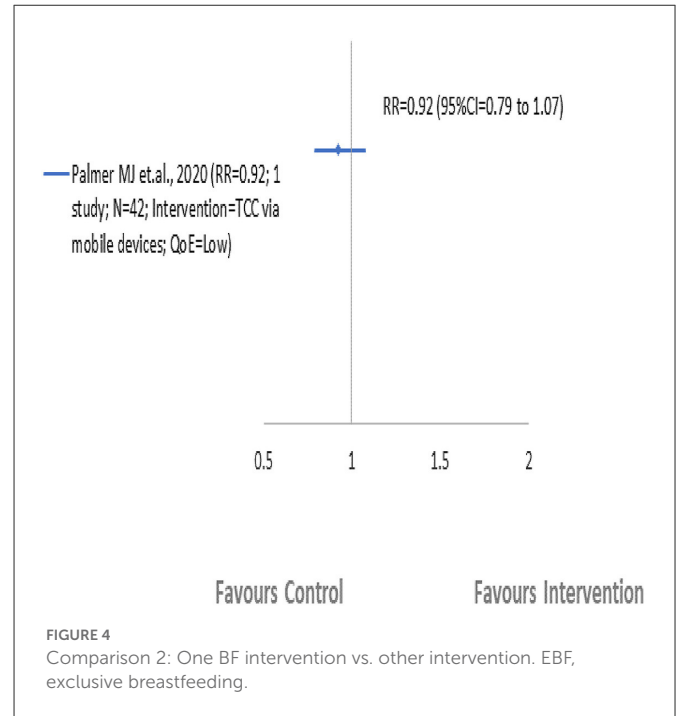 RR=0.92 (95%CI=0.79 to 1.07)
Palmer MJ et.al., 2020 (RR=0.92; 1
study; N=42; Intervention=TCC via
mobile devices; QoE=Low)
0.5 1 1.5 2
Favours Control Favours Intervention
FIGURE 4
Comparison 2: One BF intervention vs. other intervention. EBF,
exclusive breastfeeding.